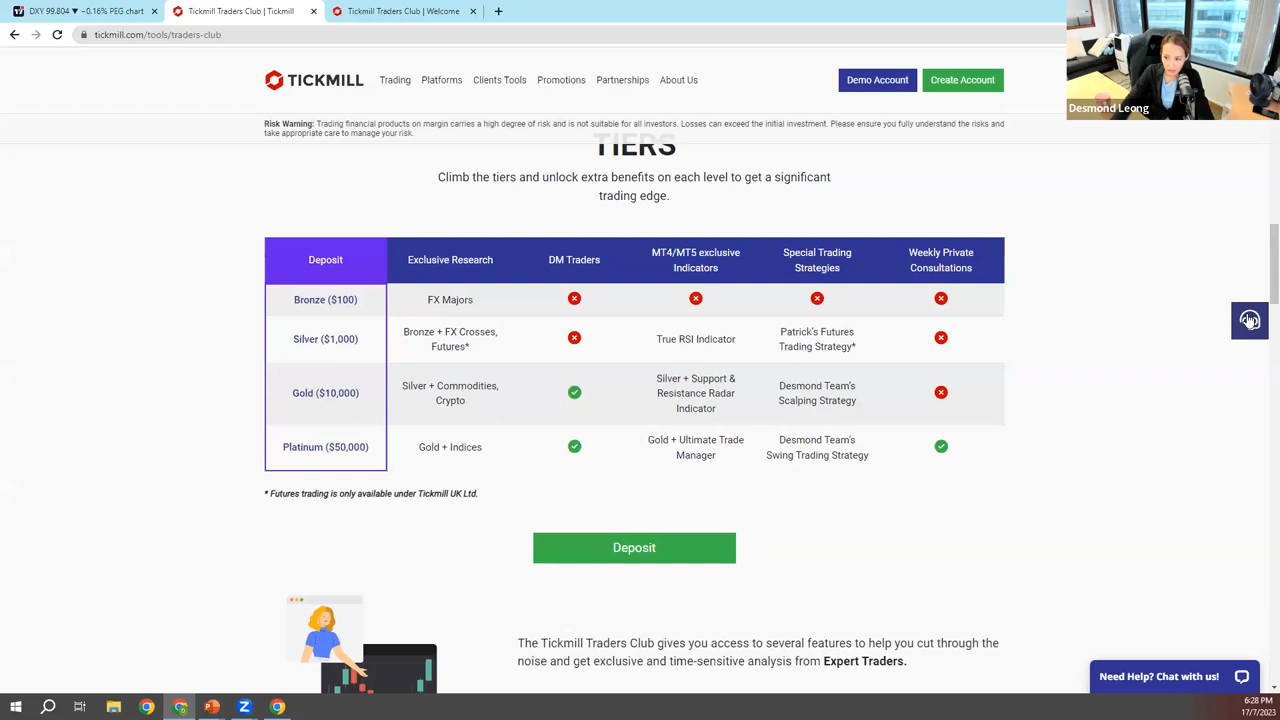 DXY 99.804 ▼ −0.16% PEG chart
Tickmill Traders Club | Tickmill
Tickmill Traders Club | Welcome
tickmill.com/tools/traders-club
TICKMILL
Trading
Platforms
Clients Tools
Promotions
Partnerships
About Us
Demo Account
Create Account
Desmond Leong
Risk Warning: Trading financial products on margin carries a high degree of risk and is not suitable for all investors. Losses can exceed the initial investment. Please ensure you fully understand the risks and
take appropriate care to manage your risk.
TIERS
Climb the tiers and unlock extra benefits on each level to get a significant
trading edge.
Deposit
Exclusive Research
DM Traders
MT4/MT5 exclusive
Indicators
Special Trading
Strategies
Weekly Private
Consultations
Bronze ($100)
FX Majors
Silver ($1,000)
Bronze + FX Crosses,
Futures*
True RSI Indicator
Patrick's Futures
Trading Strategy*
Gold ($10,000)
Silver + Commodities,
Crypto
Silver + Support &
Resistance Radar
Indicator
Desmond Team's
Scalping Strategy
Platinum ($50,000)
Gold + Indices
Gold + Ultimate Trade
Manager
Desmond Team's
Swing Trading Strategy
* Futures trading is only available under Tickmill UK Ltd.
Deposit
The Tickmill Traders Club gives you access to several features to help you cut through the
noise and get exclusive and time-sensitive analysis from Expert Traders.
Need Help? Chat with us!
6:28 PM
17/7/2023